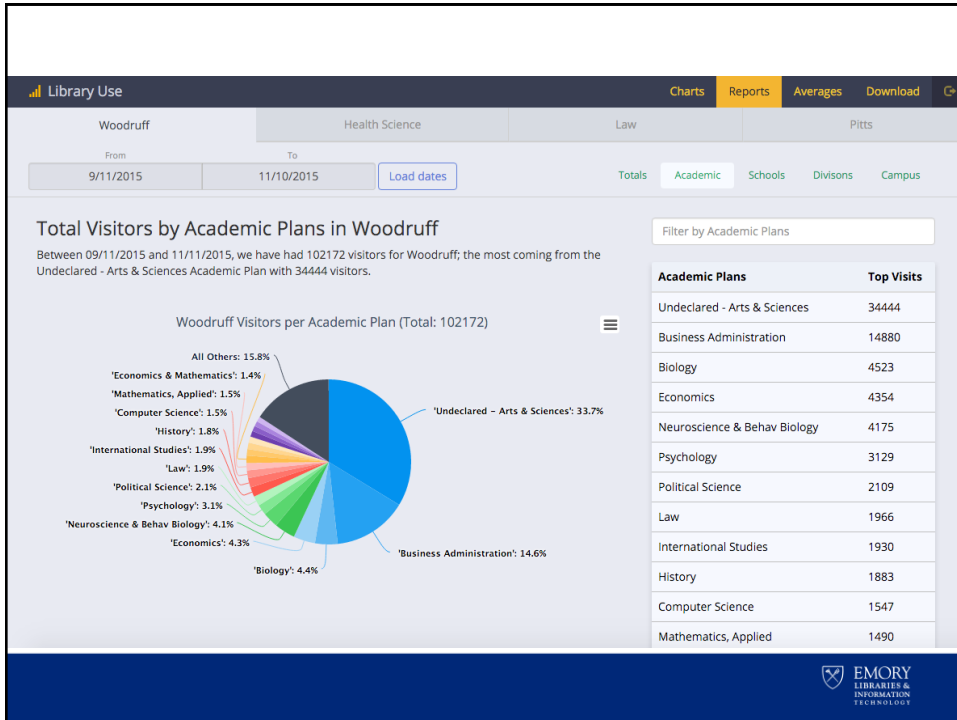 Library Use
Charts
Reports
Averages
Download
Woodruff
Health Science
Law
Pitts
From
To
9/11/2015
11/10/2015
Load dates
Totals
Academic
Schools
Divisons
Campus
Total Visitors by Academic Plans in Woodruff
Between 09/11/2015 and 11/11/2015, we have had 102172 visitors for Woodruff; the most coming from the
Undeclared - Arts & Sciences Academic Plan with 34444 visitors.
Woodruff Visitors per Academic Plan (Total: 102172)
All Others: 15.8%
'Economics & Mathematics': 1.4%
'Mathematics, Applied': 1.5%
'Computer Science': 1.5%
'History': 1.8%
'International Studies': 1.9%
'Law': 1.9%
'Political Science': 2.1%
'Psychology': 3.1%
'Neuroscience & Behav Biology': 4.1%
'Economics': 4.3%
'Biology': 4.4%
'Business Administration': 14.6%
'Undeclared – Arts & Sciences': 33.7%
Filter by Academic Plans
Academic Plans Top Visits
Undeclared - Arts & Sciences 34444
Business Administration 14880
Biology 4523
Economics 4354
Neuroscience & Behav Biology 4175
Psychology 3129
Political Science 2109
Law 1966
International Studies 1930
History 1883
Computer Science 1547
Mathematics, Applied 1490
EMORY
LIBRARIES &
INFORMATION
TECHNOLOGY